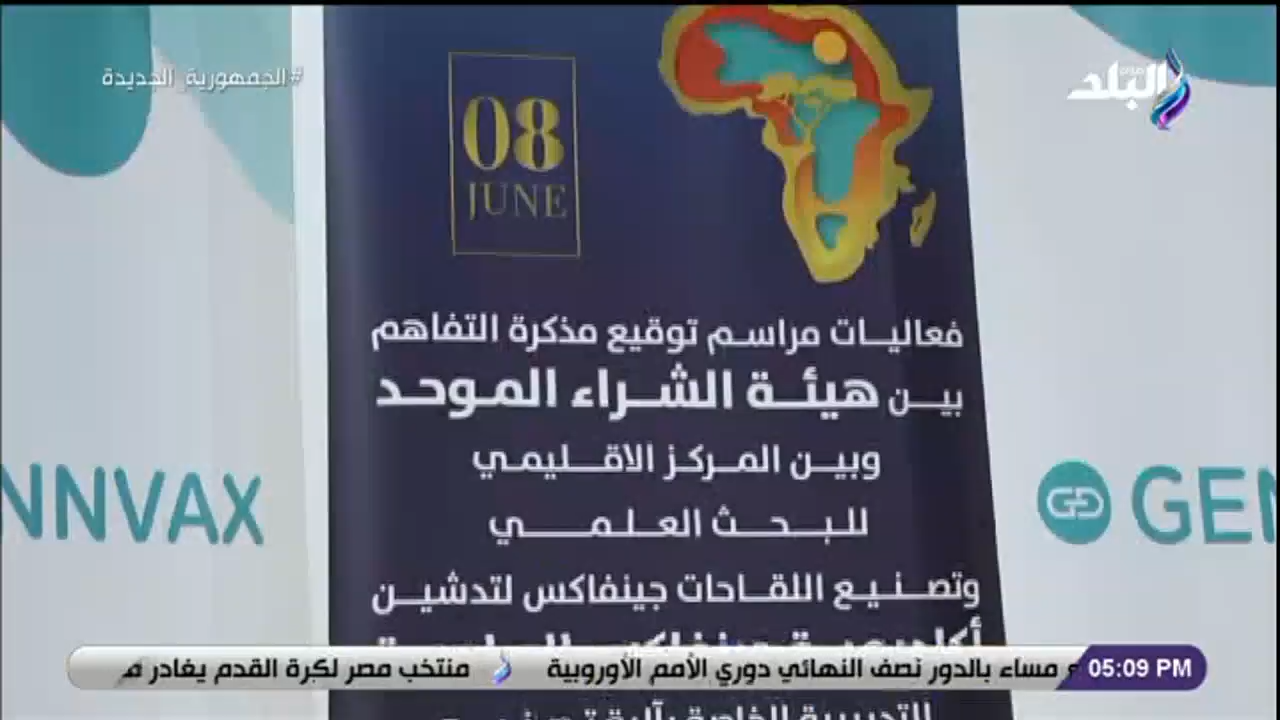 #الجمهورية_الجديدة
صدى البلد
08
JUNE
فعاليات مراسم توقيع مذكرة التفاهم
بين هيئة الشراء الموحد
وبين المركز الاقليمي
للبحث العلمي
وتصنيع اللقاحات جينفاكس لتدشين
NNVAX
GEN
05:09 PM
مساء بالدور نصف النهائي دوري الأمم الأوروبية
منتخب مصر لكرة القدم يغادر